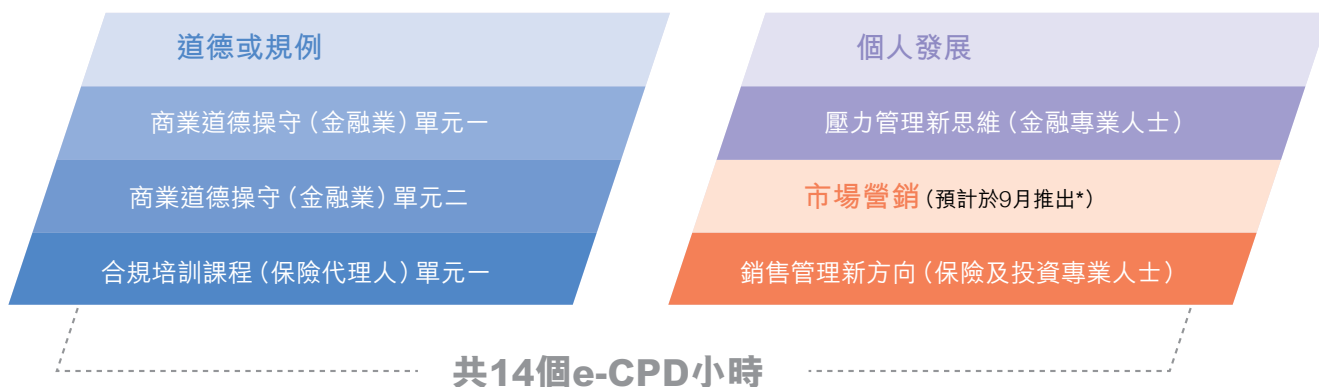 道德或規例
商業道德操守（金融業）單元一
商業道德操守（金融業）單元二
合規培訓課程（保險代理人）單元一
個人發展
壓力管理新思維（金融專業人士）
市場營銷（預計於9月推出*）
銷售管理新方向（保險及投資專業人士）
共14個e-CPD小時